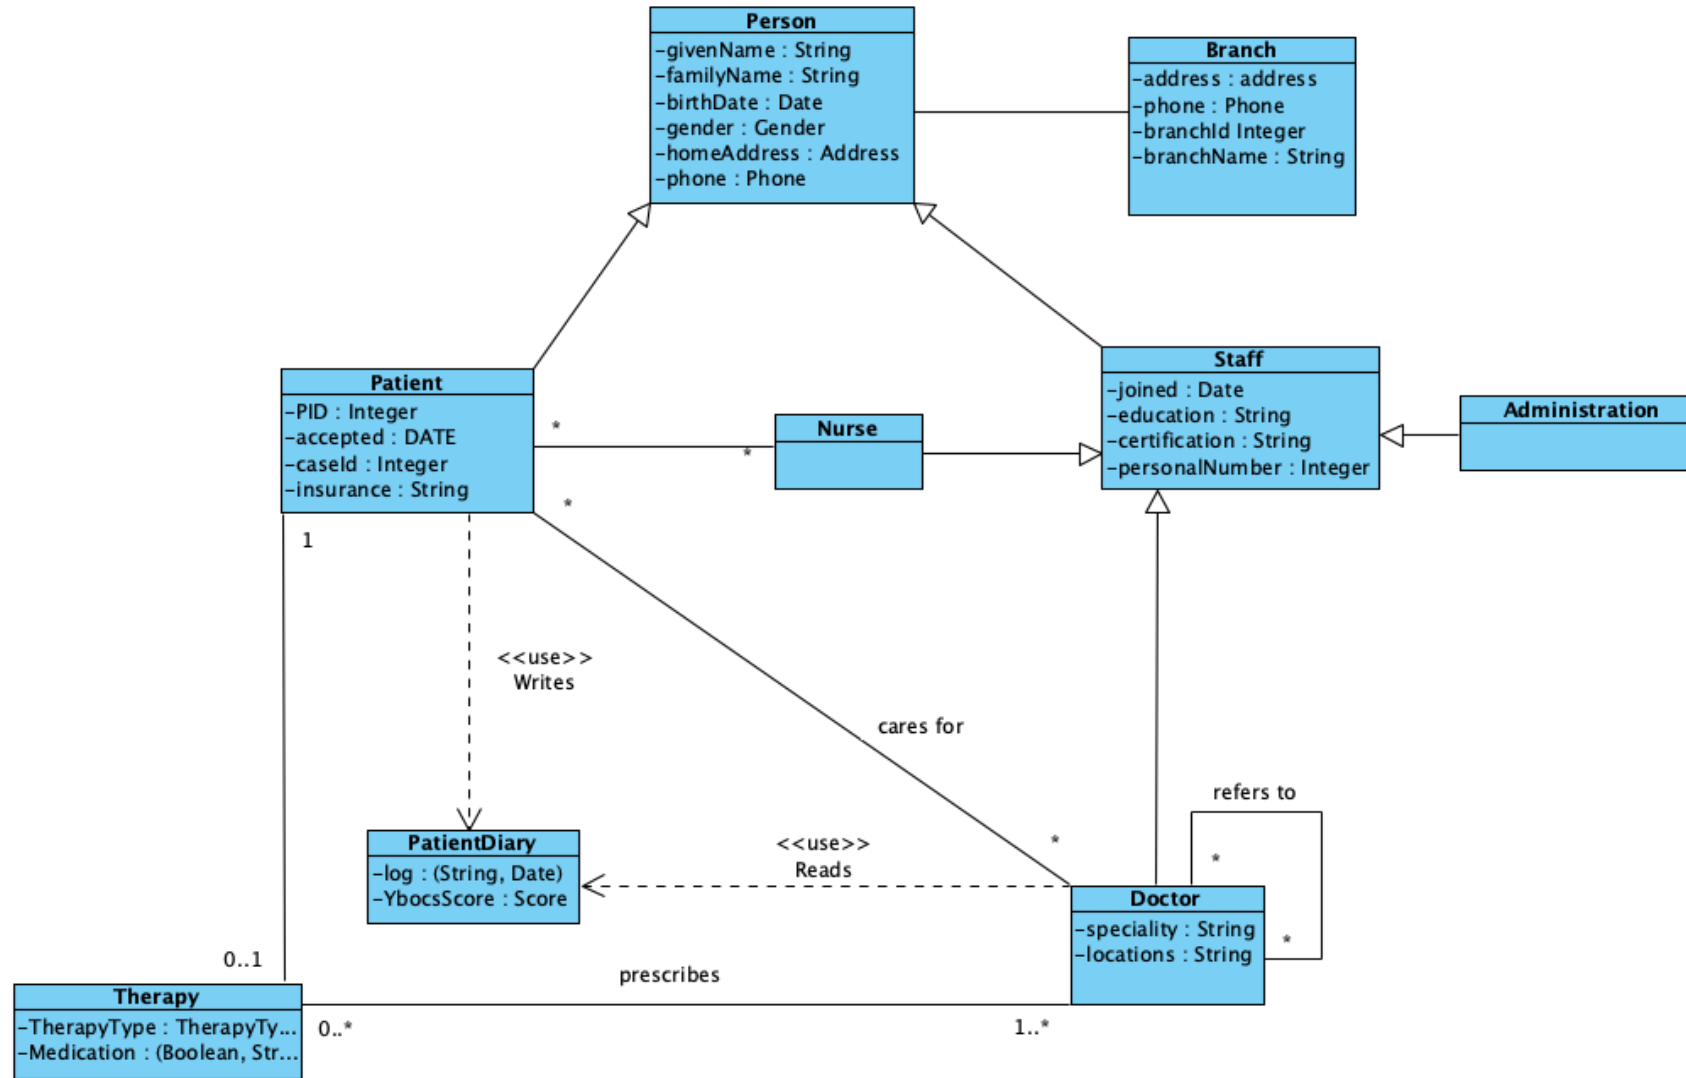 Person
-givenName : String
-familyName : String
-birthDate : Date
-gender : Gender
-homeAddress : Address
-phone : Phone
Branch
-address : address
-phone : Phone
-branchId Integer
-branchName : String
Patient
-PID : Integer
-accepted : DATE
-caseId : Integer
-insurance : String
*
*
Nurse
Staff
-joined : Date
-education : String
-certification : String
-personalNumber : Integer
Administration
*
1
<<use>>
Writes
cares for
refers to
*
*
*
<<use>>
Reads
PatientDiary
-log : (String, Date)
-YbocsScore : Score
Doctor
-speciality : String
-locations : String
0..1
prescribes
Therapy
-TherapyType : TherapyTy...
-Medication : (Boolean, Str...
0..*
1..*